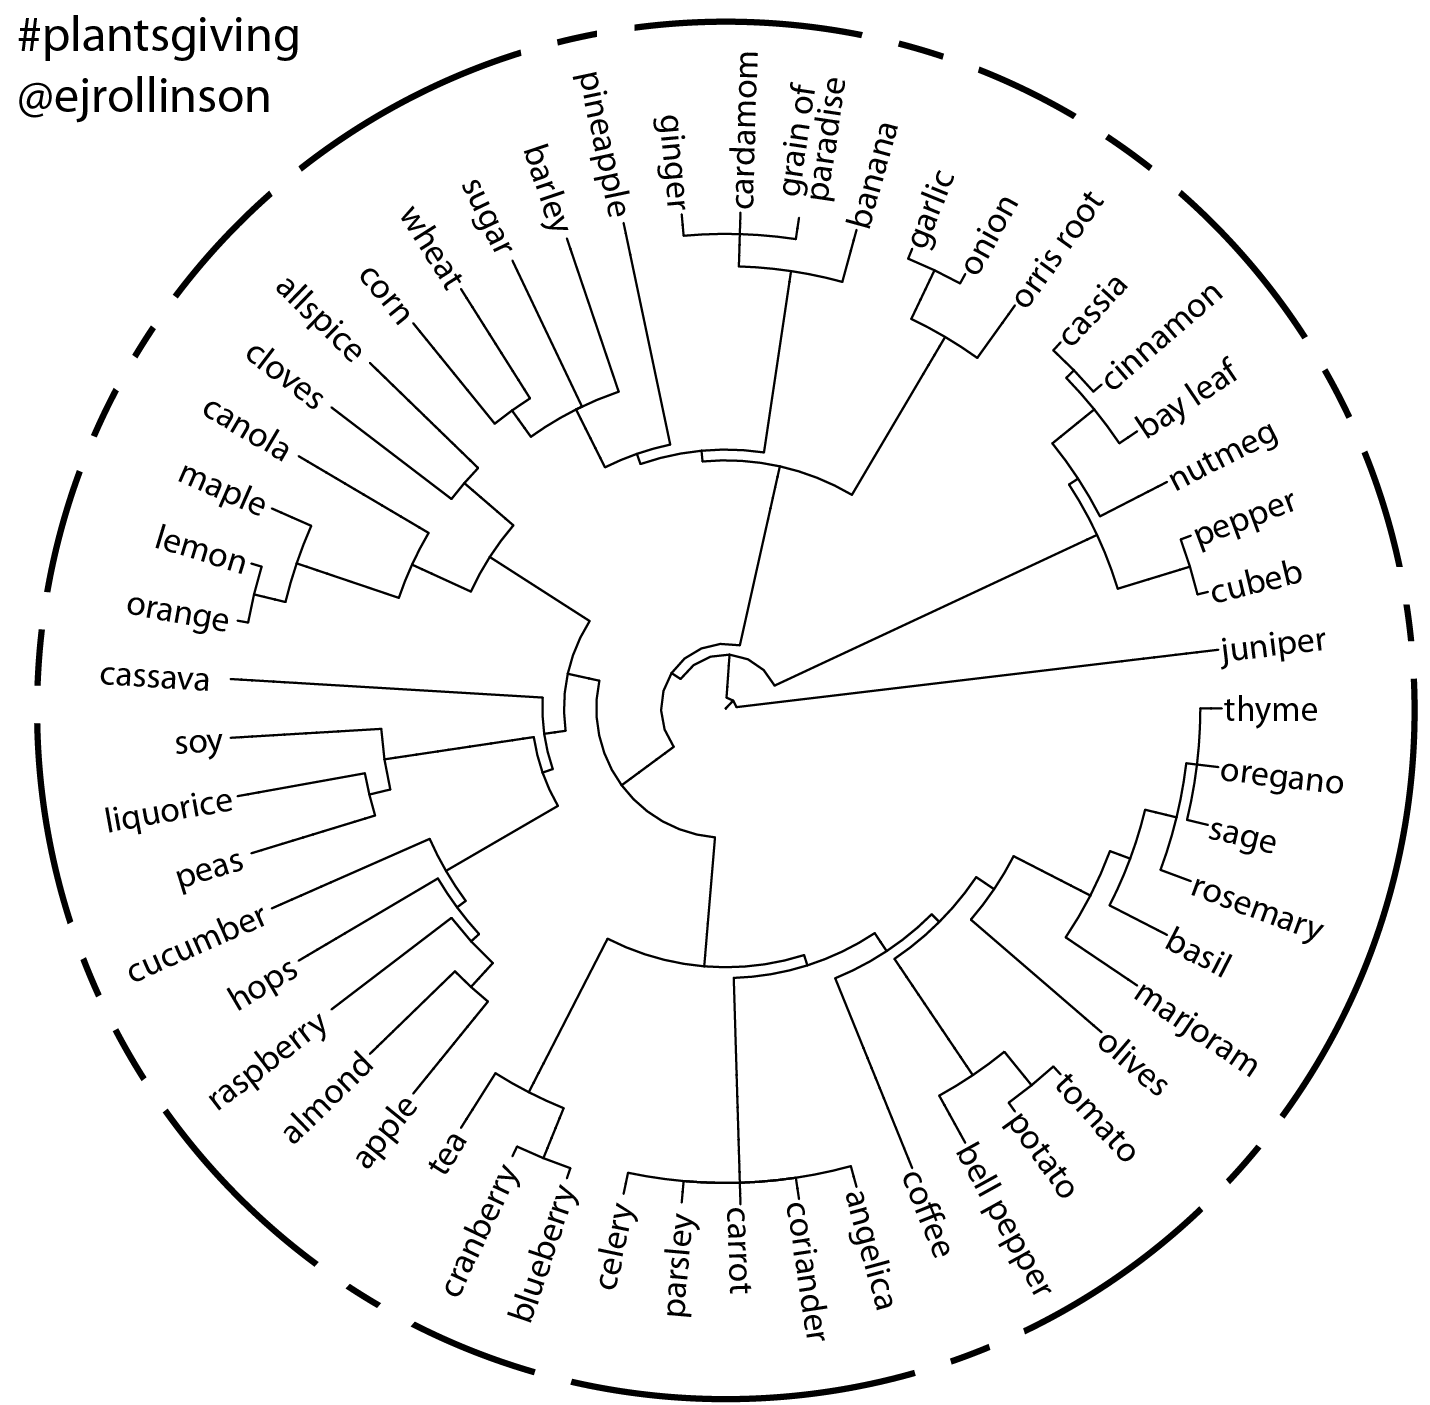 #plantsgiving
@ejrollinson
pineapple
ginger
cardamom
grain of
paradise
banana
garlic
onion
orris root
cassia
cinnamon
bay leaf
nutmeg
pepper
cubeb
juniper
thyme
oregano
sage
rosemary
basil
marjoram
olives
tomato
potato
bell pepper
coffee
angelica
coriander
carrot
parsley
celery
blueberry
cranberry
tea
apple
almond
raspberry
hops
cucumber
peas
liquorice
soy
cassava
orange
lemon
maple
canola
cloves
allspice
corn
wheat
sugar
barley